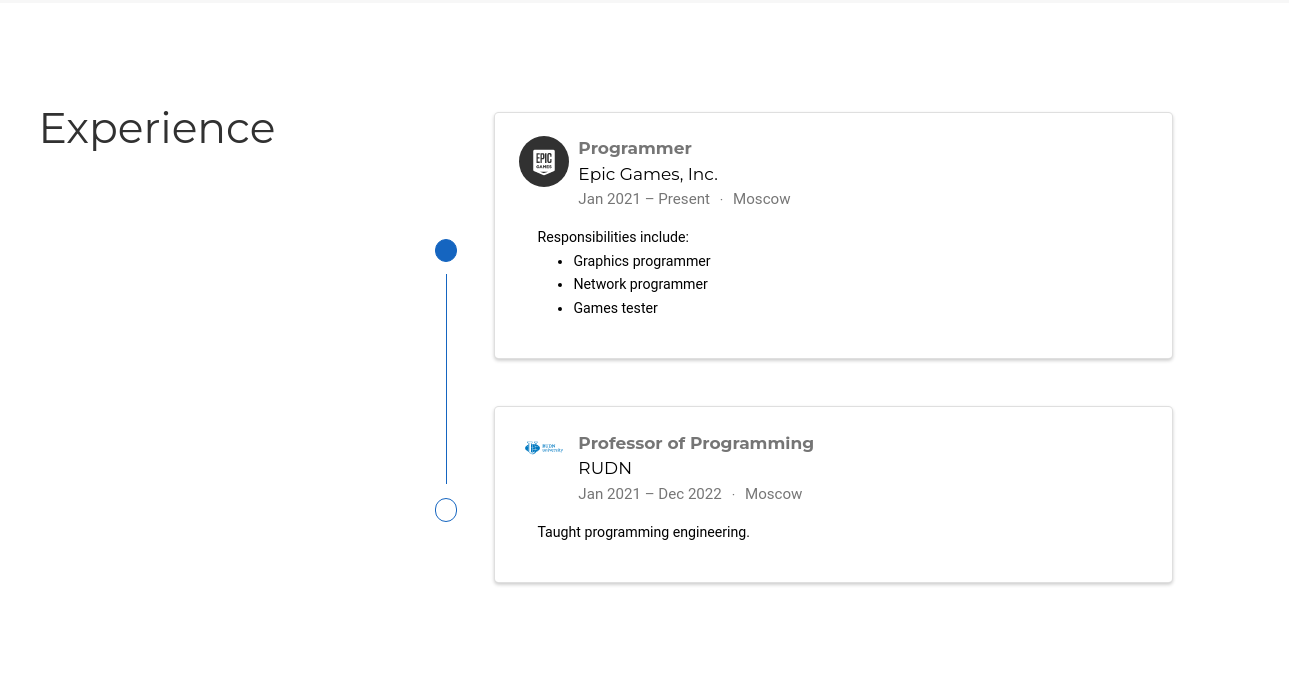 Experience
EPIC
GAMES
Programmer
Epic Games, Inc.
Jan 2021 – Present · Moscow
Responsibilities include:
• Graphics programmer
• Network programmer
• Games tester
RUDN
university
Professor of Programming
RUDN
Jan 2021 – Dec 2022 · Moscow
Taught programming engineering.